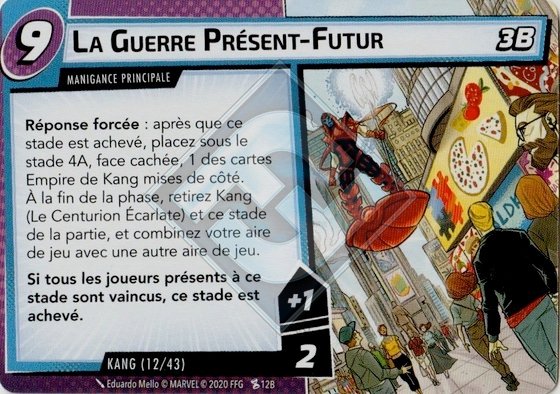 9
La Guerre Présent-Futur
3B
MANIGANCE PRINCIPALE
Réponse forcée : après que ce
stade est achevé, placez sous le
stade 4A, face cachée, 1 des cartes
Empire de Kang mises de côté.
À la fin de la phase, retirez Kang
(Le Centurion Écarlate) et ce stade
de la partie, et combinez votre aire
de jeu avec une autre aire de jeu.
Si tous les joueurs présents à ce
stade sont vaincus, ce stade est
achevé.
+1
2
KANG (12/43)
Eduardo Mello © MARVEL © 2020 FFG 12B